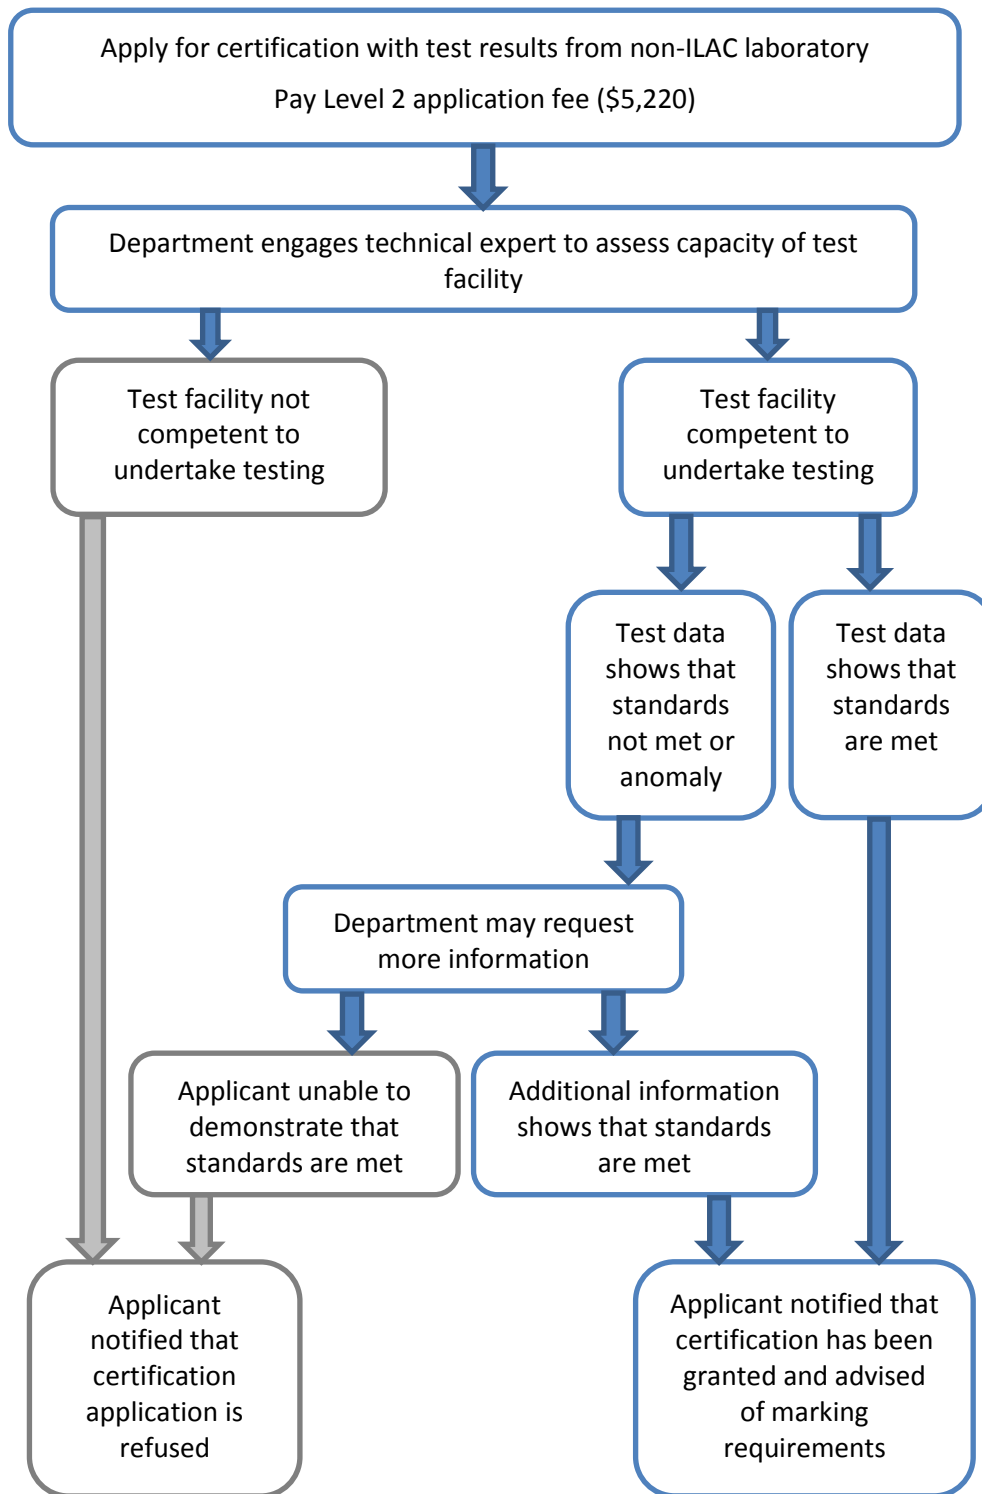 Apply for certification with test results from non-ILAC laboratory
Pay Level 2 application fee ($5,220)
Department engages technical expert to assess capacity of test
facility
Test facility not
competent to
undertake testing
Test facility
competent to
undertake testing
Test data
shows that
standards
not met or
anomaly
Test data
shows that
standards
are met
Department may request
more information
Applicant unable to
demonstrate that
standards are met
Additional information
shows that standards
are met
Applicant
notified that
certification
application is
refused
Applicant notified that
certification has been
granted and advised
of marking
requirements